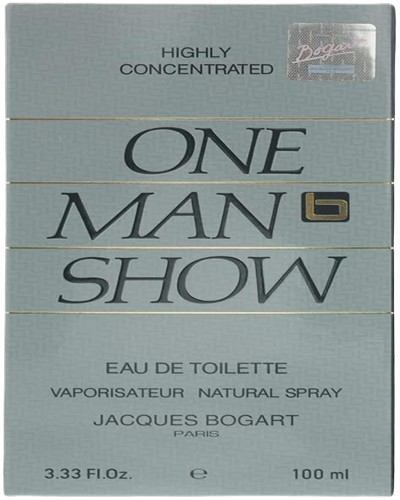 HIGHLY
CONCENTRATED
Bogart
ONE
MAN b
SHOW
EAU DE TOILETTE
VAPORISATEUR NATURAL SPRAY
JACQUES BOGART
PARIS
3.33 Fl.Oz. e 100 ml